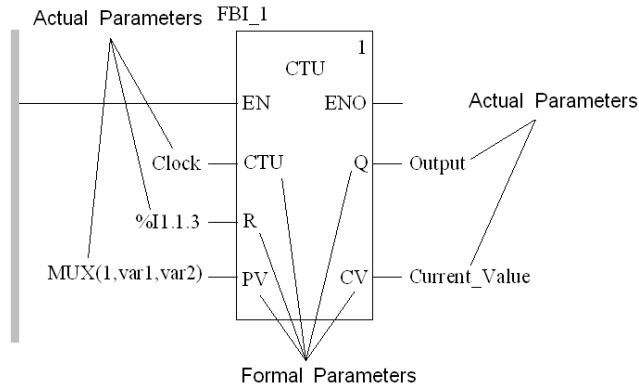 Actual Parameters
FBI_1
1
CTU
EN
ENO
Actual Parameters
Clock
CTU
Q
Output
%I1.1.3
R
MUX(1,var1,var2)
PV
CV
Current_Value
Formal Parameters